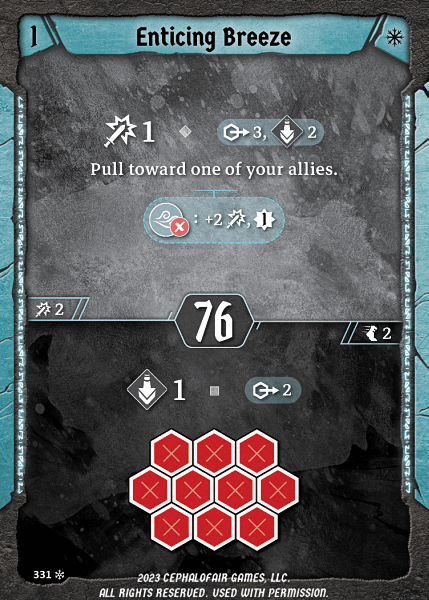 1
Enticing Breeze
1
3, 2
Pull toward one of your allies.
: +2 , 1
2
76
2
1
2
331
2023 CEPHALOFAIR GAMES, LLC.
ALL RIGHTS RESERVED. USED WITH PERMISSION.